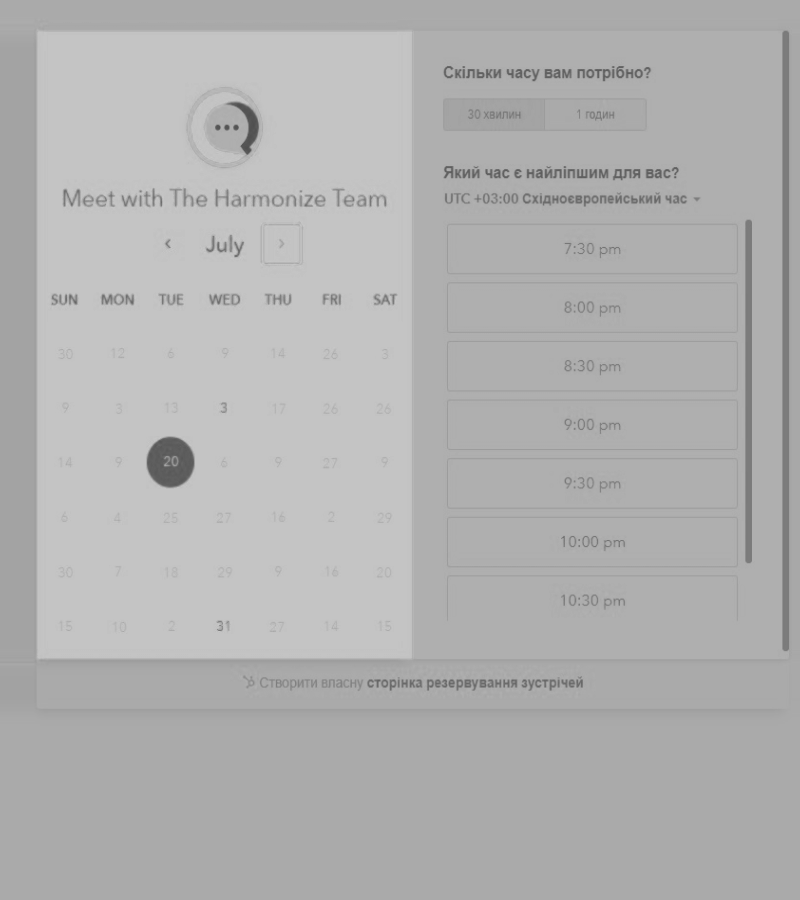 Meet with The Harmonize Team
‹ July ›
SUN MON TUE WED THU FRI SAT
30 12 6 9 14 26 3
9 3 13 3 17 26 26
14 9 20 6 9 27 9
6 4 25 27 16 2 29
30 7 18 29 9 16 20
15 10 2 31 27 14 15
Скільки часу вам потрібно?
30 хвилин 1 годин
Який час є найліпшим для вас?
UTC +03:00 Східноєвропейський час
7:30 pm
8:00 pm
8:30 pm
9:00 pm
9:30 pm
10:00 pm
10:30 pm
Створити власну сторінка резервування зустрічей